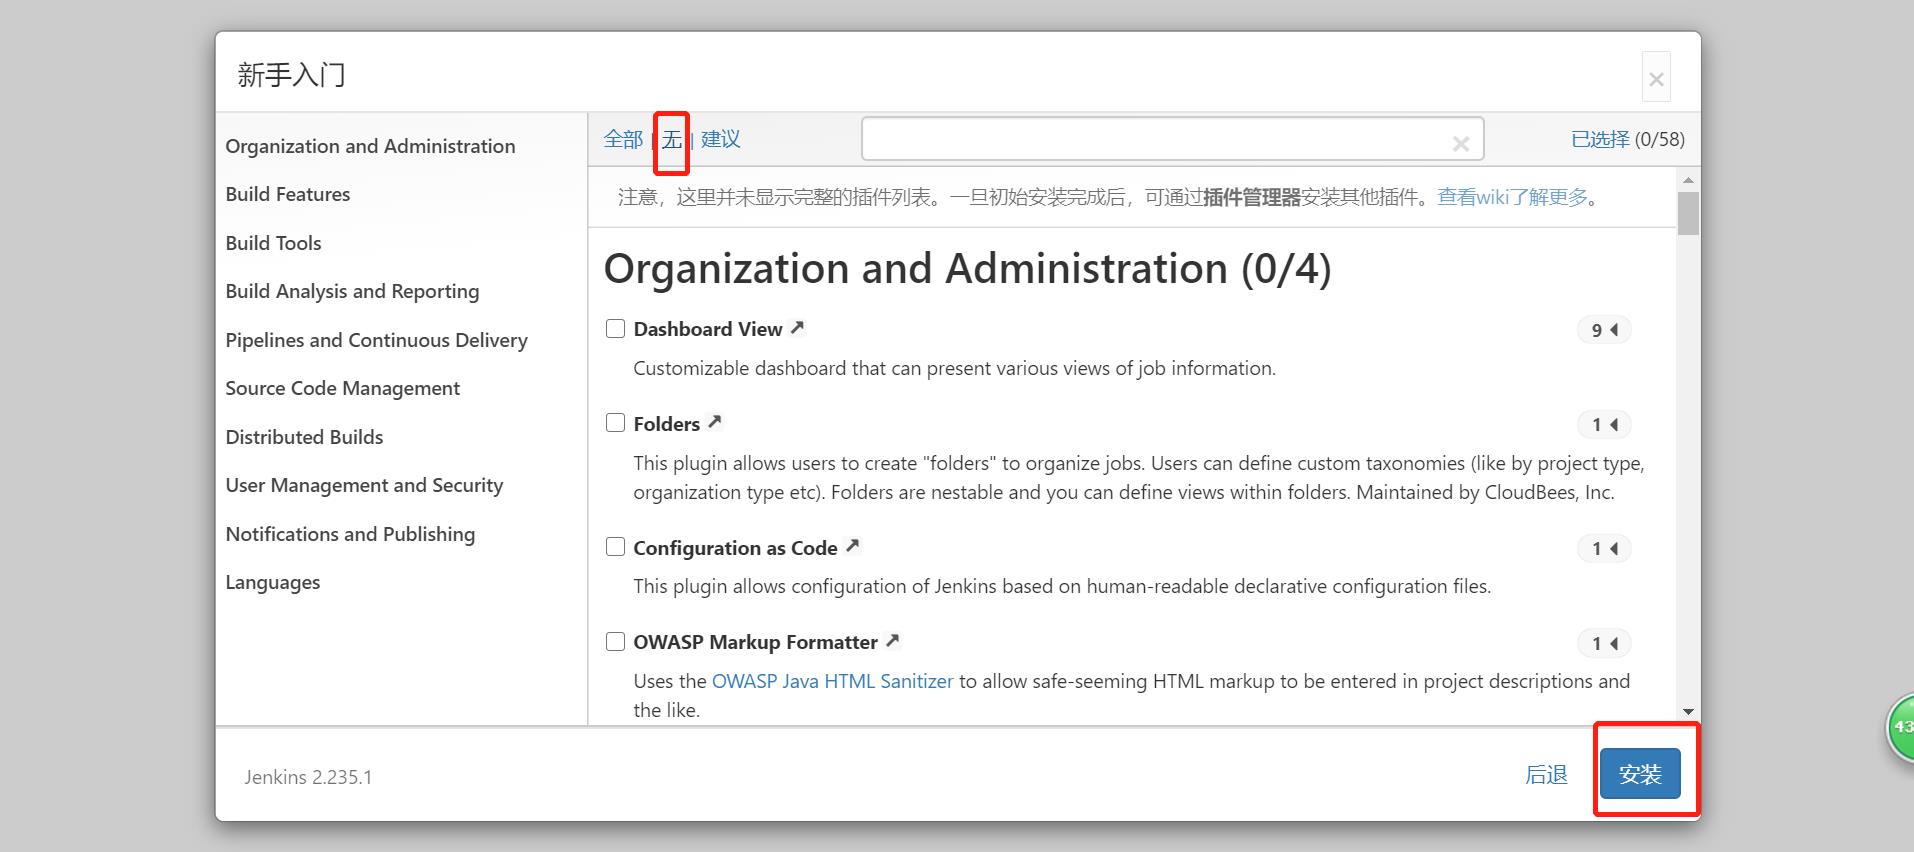 新手入门
×
Organization and Administration
Build Features
Build Tools
Build Analysis and Reporting
Pipelines and Continuous Delivery
Source Code Management
Distributed Builds
User Management and Security
Notifications and Publishing
Languages
全部 | 无 | 建议
×
已选择 (0/58)
注意，这里并未显示完整的插件列表。一旦初始安装完成后，可通过插件管理器安装其他插件。查看wiki了解更多。
Organization and Administration (0/4)
Dashboard View
9
Customizable dashboard that can present various views of job information.
Folders
1
This plugin allows users to create "folders" to organize jobs. Users can define custom taxonomies (like by project type,
organization type etc). Folders are nestable and you can define views within folders. Maintained by CloudBees, Inc.
Configuration as Code
1
This plugin allows configuration of Jenkins based on human-readable declarative configuration files.
OWASP Markup Formatter
1
Uses the OWASP Java HTML Sanitizer to allow safe-seeming HTML markup to be entered in project descriptions and
the like.
Jenkins 2.235.1
后退
安装
43